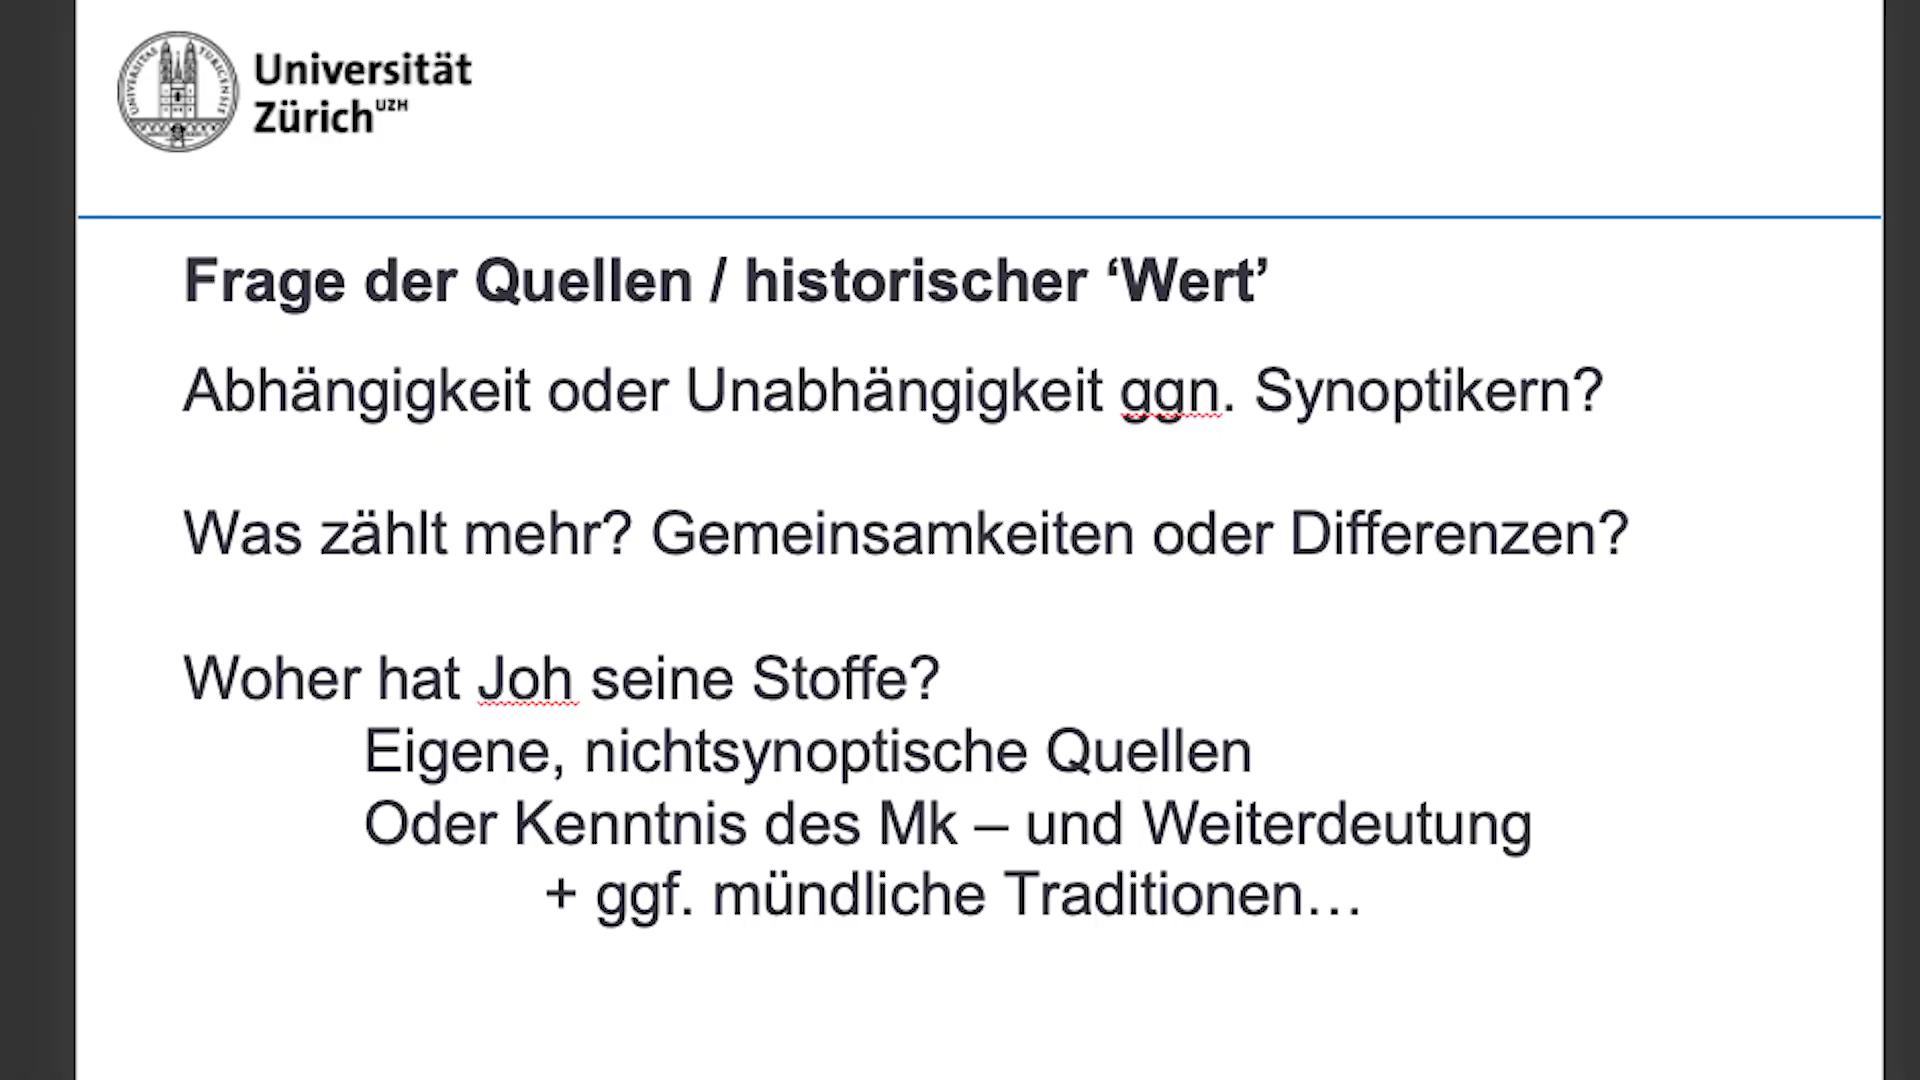 Universität
Zürich UZH
Frage der Quellen / historischer ‘Wert’
Abhängigkeit oder Unabhängigkeit ggn. Synoptikern?
Was zählt mehr? Gemeinsamkeiten oder Differenzen?
Woher hat Joh seine Stoffe?
Eigene, nichtsynoptische Quellen
Oder Kenntnis des Mk – und Weiterdeutung
+ ggf. mündliche Traditionen…